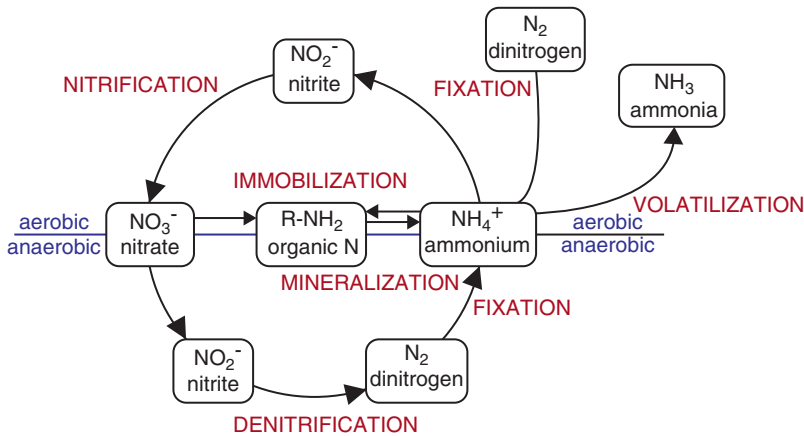 N₂
dinitrogen
NO₂⁻
nitrite
NITRIFICATION
FIXATION
NH₃
ammonia
IMMOBILIZATION
VOLATILIZATION
aerobic
anaerobic
NO₃⁻
nitrate
R-NH₂
organic N
NH₄⁺
ammonium
aerobic
anaerobic
MINERALIZATION
FIXATION
NO₂⁻
nitrite
N₂
dinitrogen
DENITRIFICATION